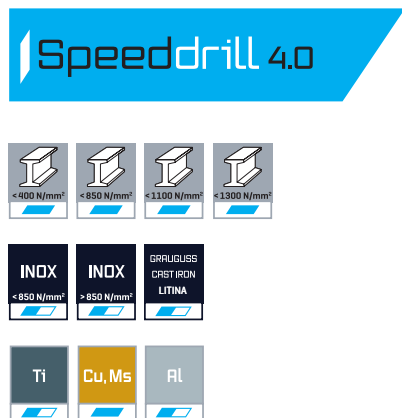 Speeddrill 4.0
<400 N/mm² <850 N/mm² <1100 N/mm² <1300 N/mm²
INOX INOX GRAUGUSS
CAST IRON
LITINA
<850 N/mm² >850 N/mm²
Ti Cu, Ms Al